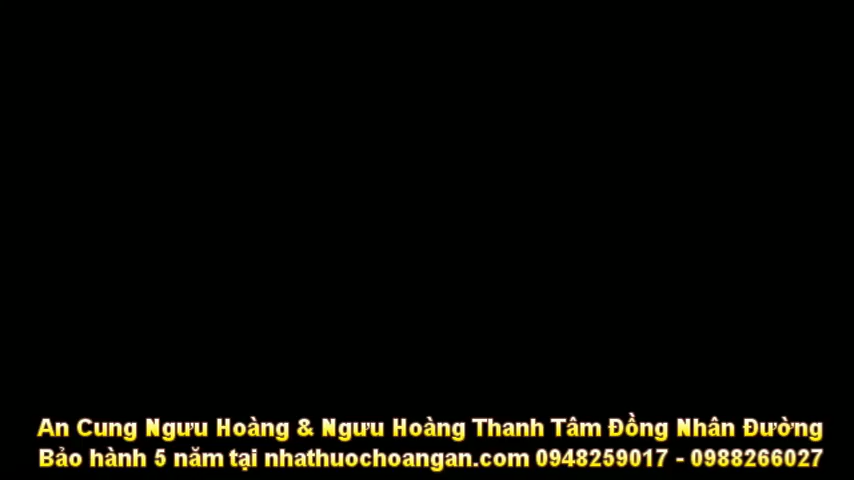 An Cung Ngưu Hoàng & Ngưu Hoàng Thanh Tâm Đồng Nhân Đường
Bảo hành 5 năm tại nhathuochoangan.com 0948259017 - 0988266027